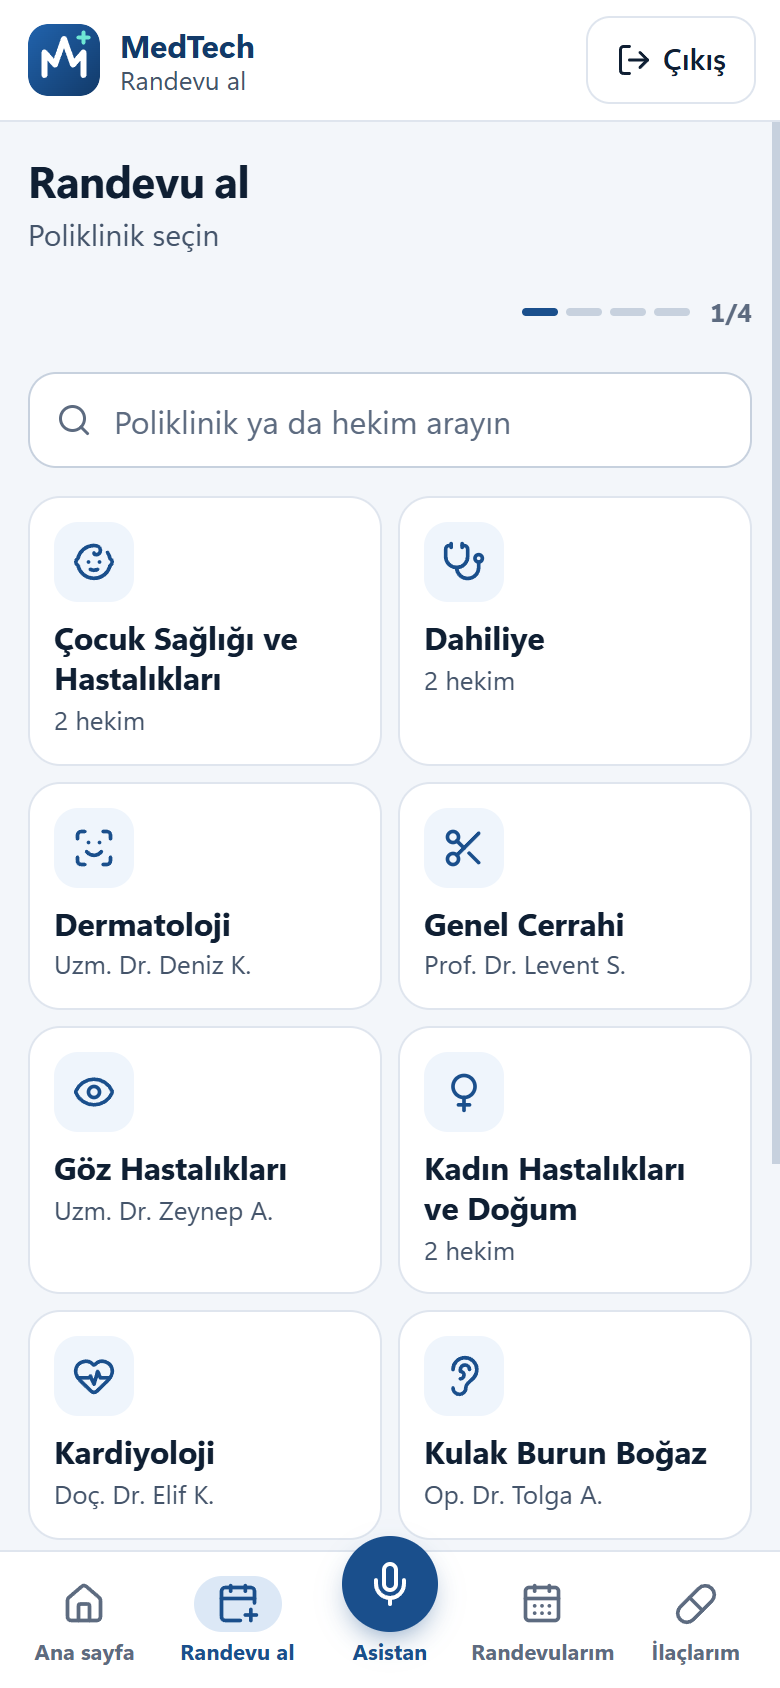 MedTech
Randevu al
Çıkış
Randevu al
Poliklinik seçin
1/4
Poliklinik ya da hekim arayın
Çocuk Sağlığı ve
Hastalıkları
2 hekim
Dahiliye
2 hekim
Dermatoloji
Uzm. Dr. Deniz K.
Genel Cerrahi
Prof. Dr. Levent S.
Göz Hastalıkları
Uzm. Dr. Zeynep A.
Kadın Hastalıkları
ve Doğum
2 hekim
Kardiyoloji
Doç. Dr. Elif K.
Kulak Burun Boğaz
Op. Dr. Tolga A.
Ana sayfa
Randevu al
Asistan
Randevularım
İlaçlarım